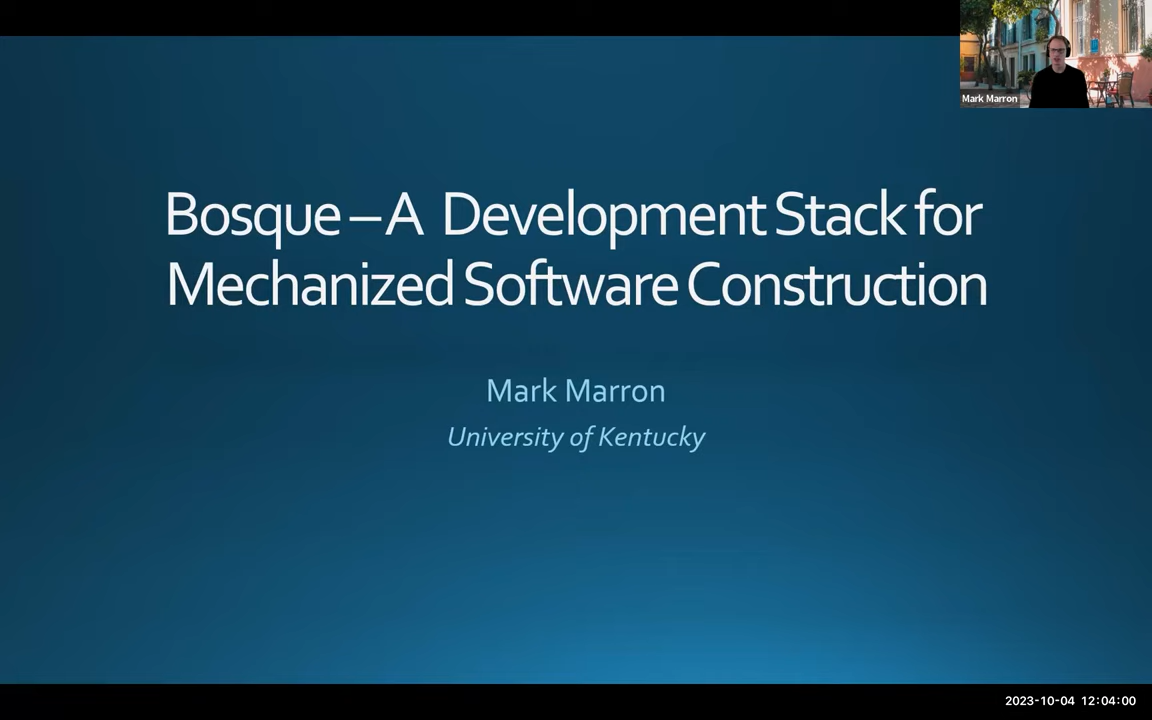 Mark Marron
Bosque – A Development Stack for
Mechanized Software Construction
Mark Marron
University of Kentucky
2023-10-04 12:04:00